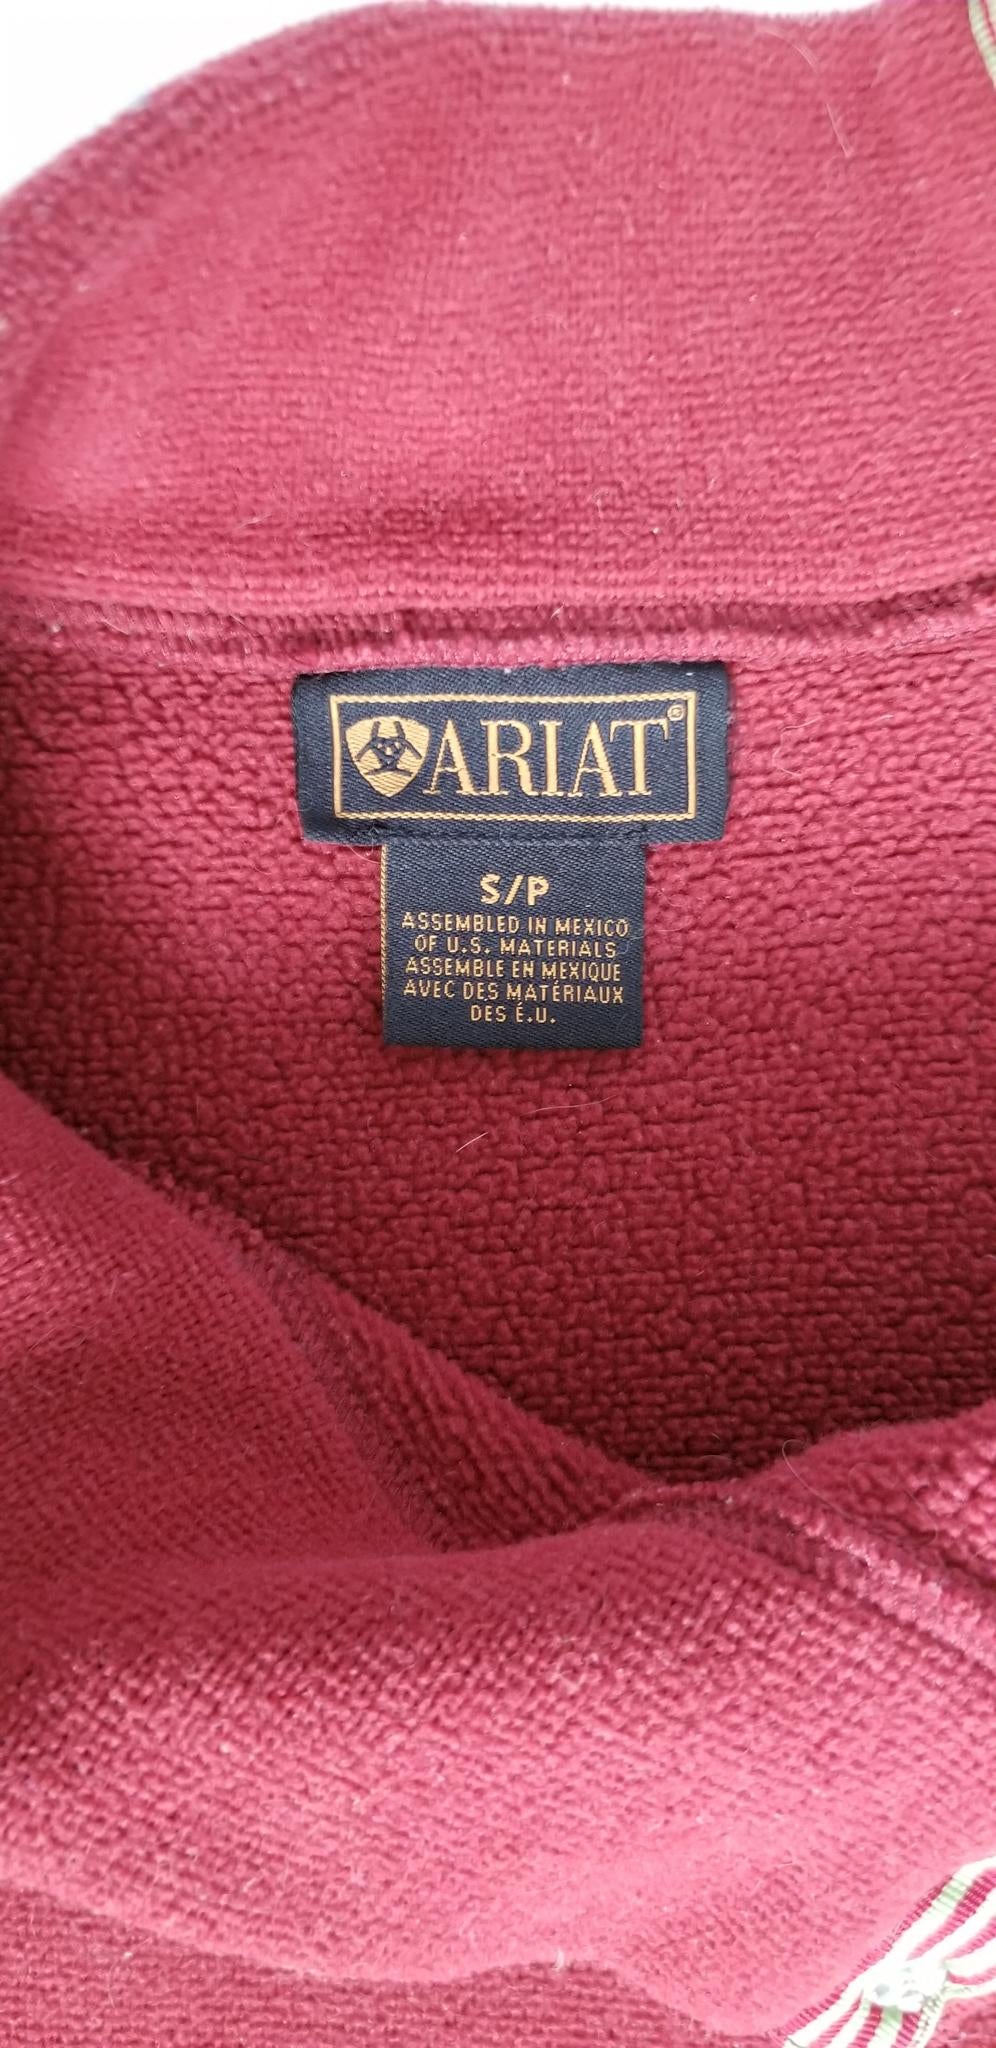 ARIAT®
S/P
ASSEMBLED IN MEXICO
OF U.S. MATERIALS
ASSEMBLE EN MEXIQUE
AVEC DES MATÉRIAUX
DES É.U.